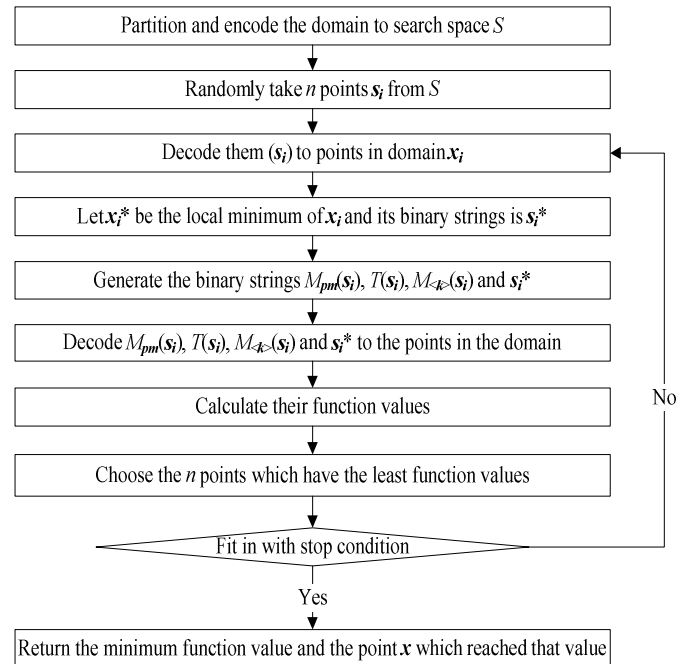 Partition and encode the domain to search space S
Randomly take n points si from S
Decode them (si) to points in domain xi
Let xi* be the local minimum of xi and its binary strings is si*
Generate the binary strings Mpm(si), T(si), M<k>(si) and si*
Decode Mpm(si), T(si), M<k>(si) and si* to the points in the domain
Calculate their function values
No
Choose the n points which have the least function values
Fit in with stop condition
Yes
Return the minimum function value and the point x which reached that value